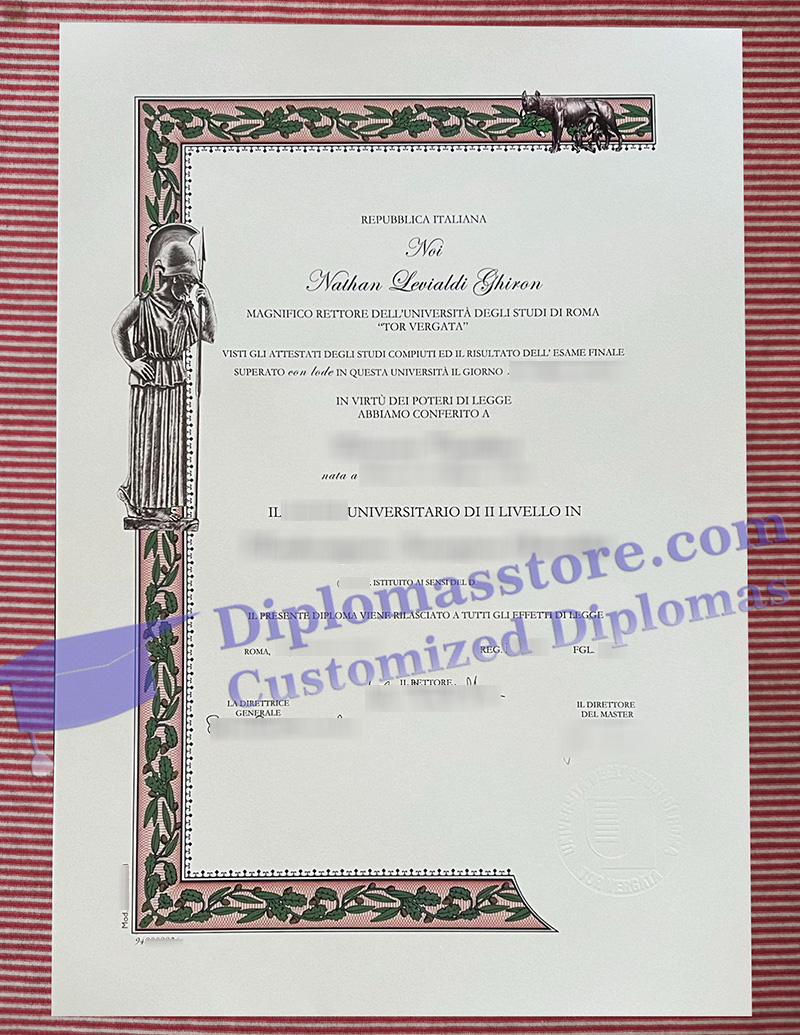 REPUBBLICA ITALIANA
Noi
Nathan Levialdi Ghiron
MAGNIFICO RETTORE DELL'UNIVERSITÀ DEGLI STUDI DI ROMA
"TOR VERGATA"
VISTI GLI ATTESTATI DEGLI STUDI COMPIUTI ED IL RISULTATO DELL' ESAME FINALE
SUPERATO con lode IN QUESTA UNIVERSITÀ IL GIORNO
IN VIRTÙ DEI POTERI DI LEGGE
ABBIAMO CONFERITO A
nata a
IL UNIVERSITARIO DI II LIVELLO IN
( . ISTITUITO AI SENSI DEL D
Diplomasstore.com
IL PRESENTE DIPLOMA VIENE RILASCIATO A TUTTI GLI EFFETTI DI LEGGE
Customized Diplomas
ROMA, REG. FGL.
IL RETTORE
LA DIRETTRICE
GENERALE
IL DIRETTORE
DEL MASTER
TOR VERGATA
Mod.